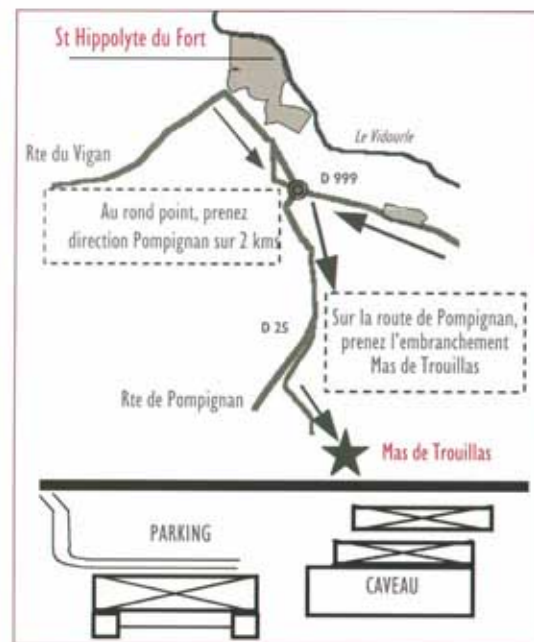 St Hippolyte du Fort
Le Vidourle
Rte du Vigan
D 999
Au rond point, prenez
direction Pompignan sur 2 kms
Sur la route de Pompignan,
prenez l'embranchement
Mas de Trouillas
D 25
Rte de Pompignan
Mas de Trouillas
PARKING
CAVEAU